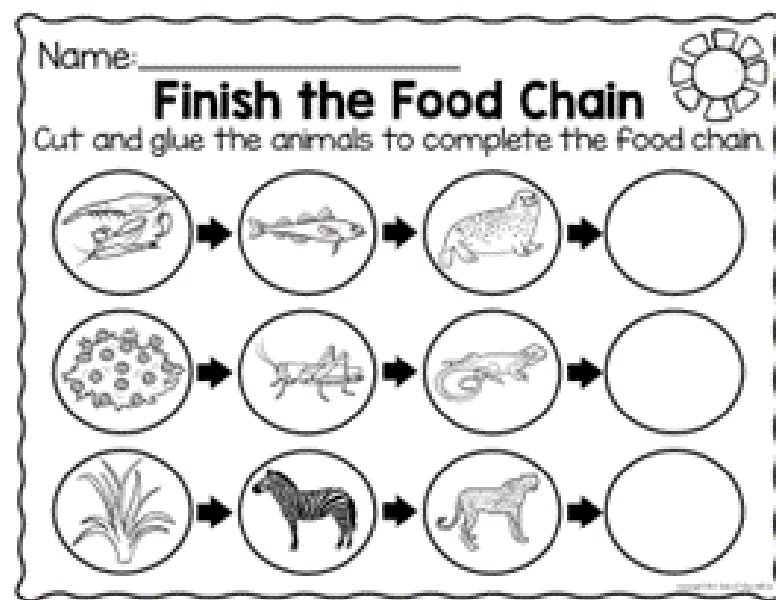 Name:
Finish the Food Chain
Cut and glue the animals to complete the food chain.